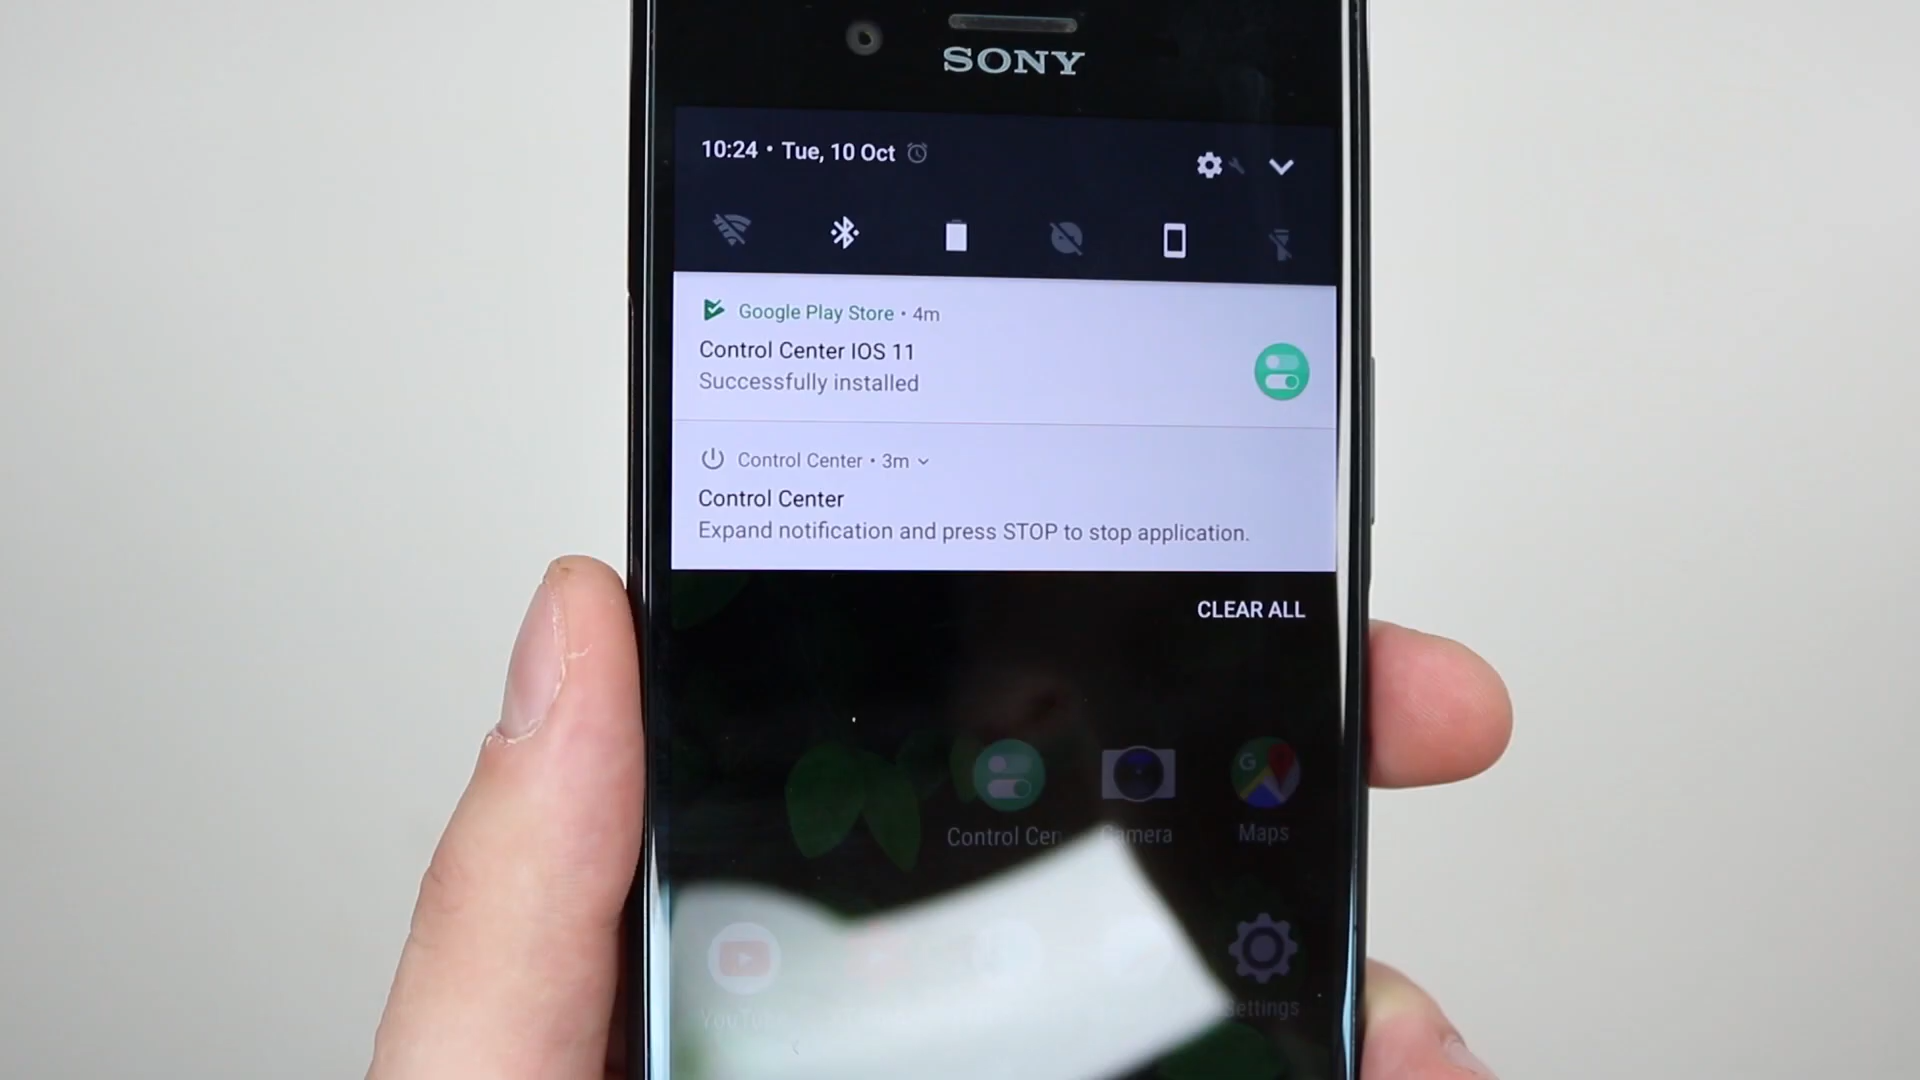 SONY
10:24 • Tue, 10 Oct
Google Play Store • 4m
Control Center IOS 11
Successfully installed
Control Center • 3m
Control Center
Expand notification and press STOP to stop application.
CLEAR ALL
Control Cen
Camera
Maps
YouTube
Settings